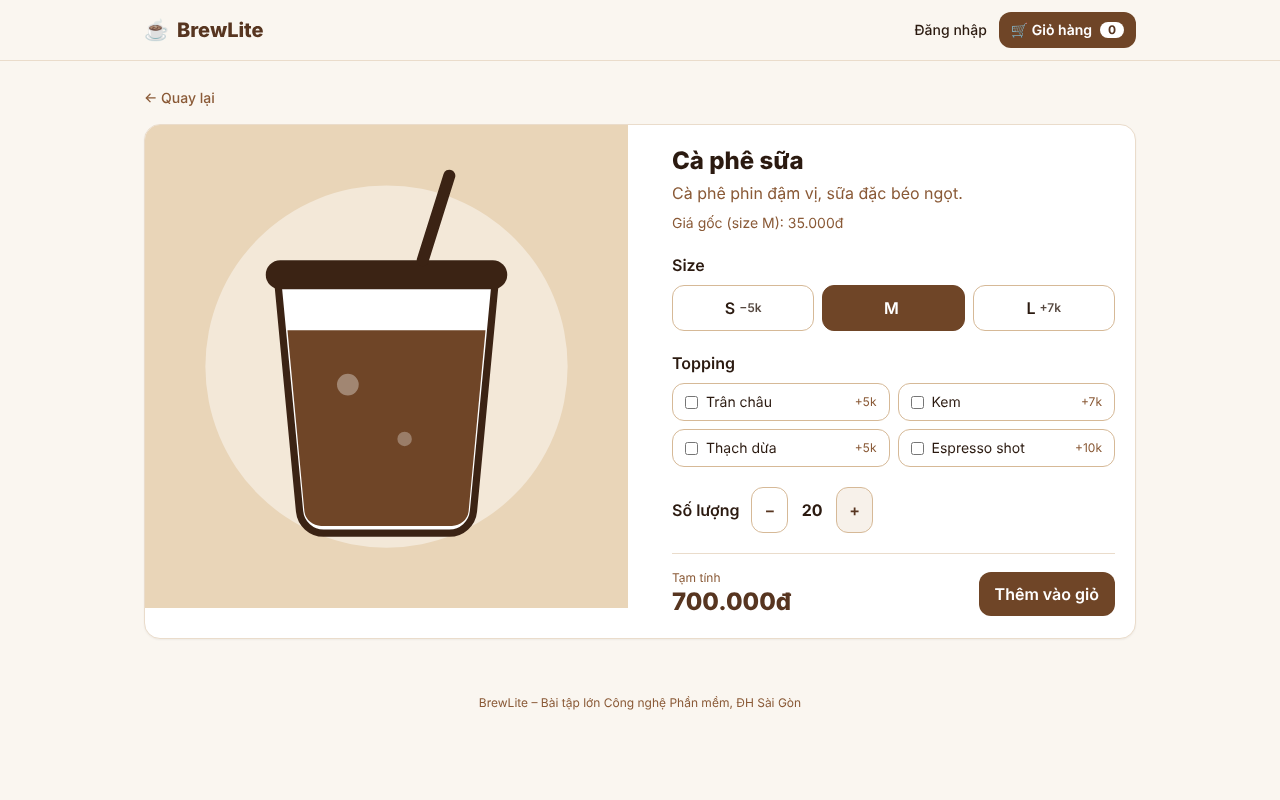 ☕ BrewLite
Đăng nhập
🛒 Giỏ hàng 0
← Quay lại
Cà phê sữa
Cà phê phin đậm vị, sữa đặc béo ngọt.
Giá gốc (size M): 35.000đ
Size
S −5k
M
L +7k
Topping
Trân châu +5k
Kem +7k
Thạch dừa +5k
Espresso shot +10k
Số lượng − 20 +
Tạm tính
700.000đ
Thêm vào giỏ
BrewLite – Bài tập lớn Công nghệ Phần mềm, ĐH Sài Gòn